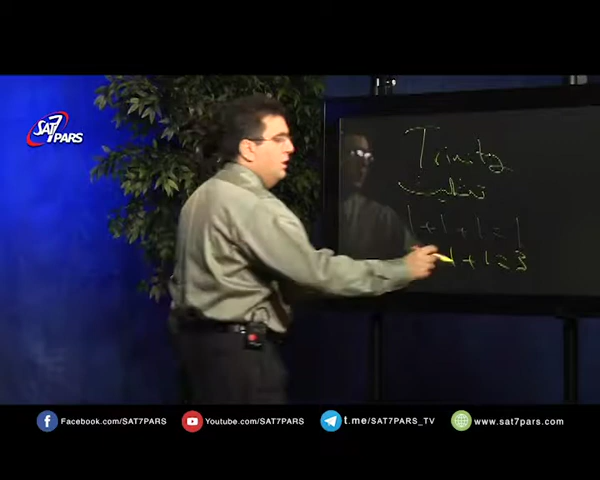 SAT7 PARS
Trinity
تثلیث
1 + 1 + 1 = 1
1 + 1 = 3
Facebook.com/SAT7PARS
Youtube.com/SAT7PARS
t.me/SAT7PARS_TV
www.sat7pars.com